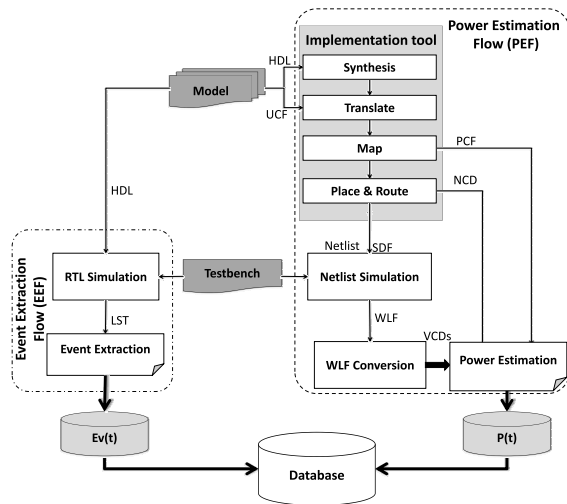 Power Estimation
Flow (PEF)
Implementation tool
HDL
Synthesis
Model
Translate
UCF
Map
PCF
Place & Route
NCD
HDL
Netlist
SDF
Event Extraction
Flow (EEF)
RTL Simulation
Testbench
Netlist Simulation
LST
WLF
VCDs
Event Extraction
WLF Conversion
Power Estimation
Ev(t)
P(t)
Database